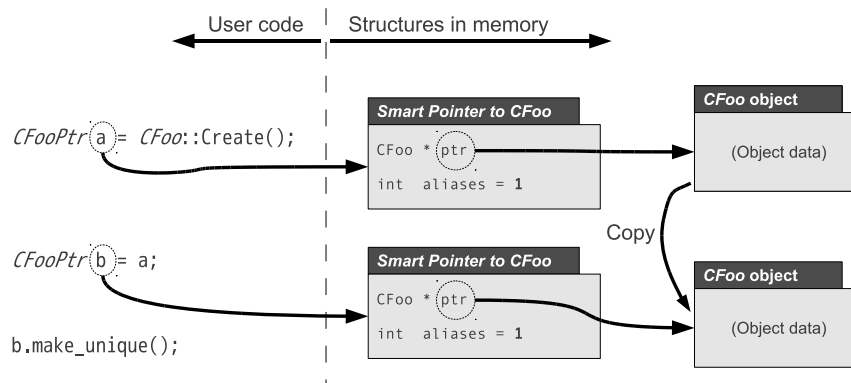 User code
Structures in memory
CFooPtr a = CFoo::Create();
Smart Pointer to CFoo
CFoo * ptr
int aliases = 1
CFoo object
(Object data)
Copy
CFooPtr b = a;
b.make_unique();
Smart Pointer to CFoo
CFoo * ptr
int aliases = 1
CFoo object
(Object data)